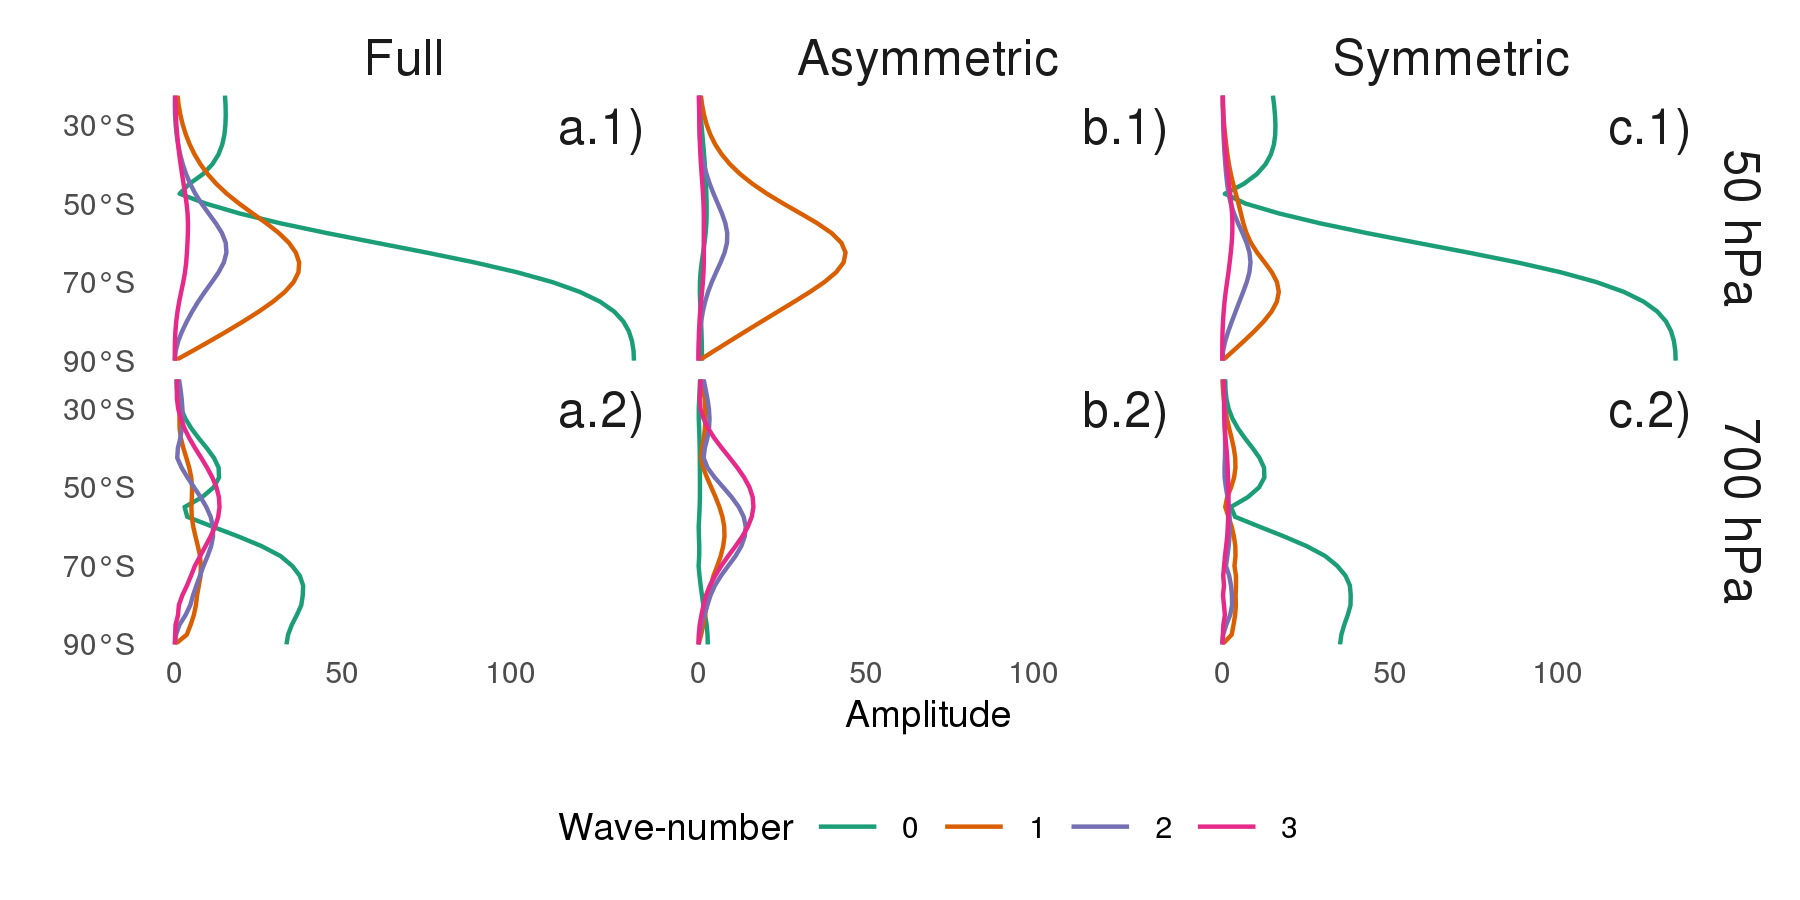 Full Asymmetric Symmetric
30°S a.1) b.1) c.1)
50°S
70°S
90°S
50 hPa
30°S a.2) b.2) c.2)
50°S
70°S
90°S
700 hPa
0 50 100 0 50 100 0 50 100
Amplitude
Wave-number 0 1 2 3